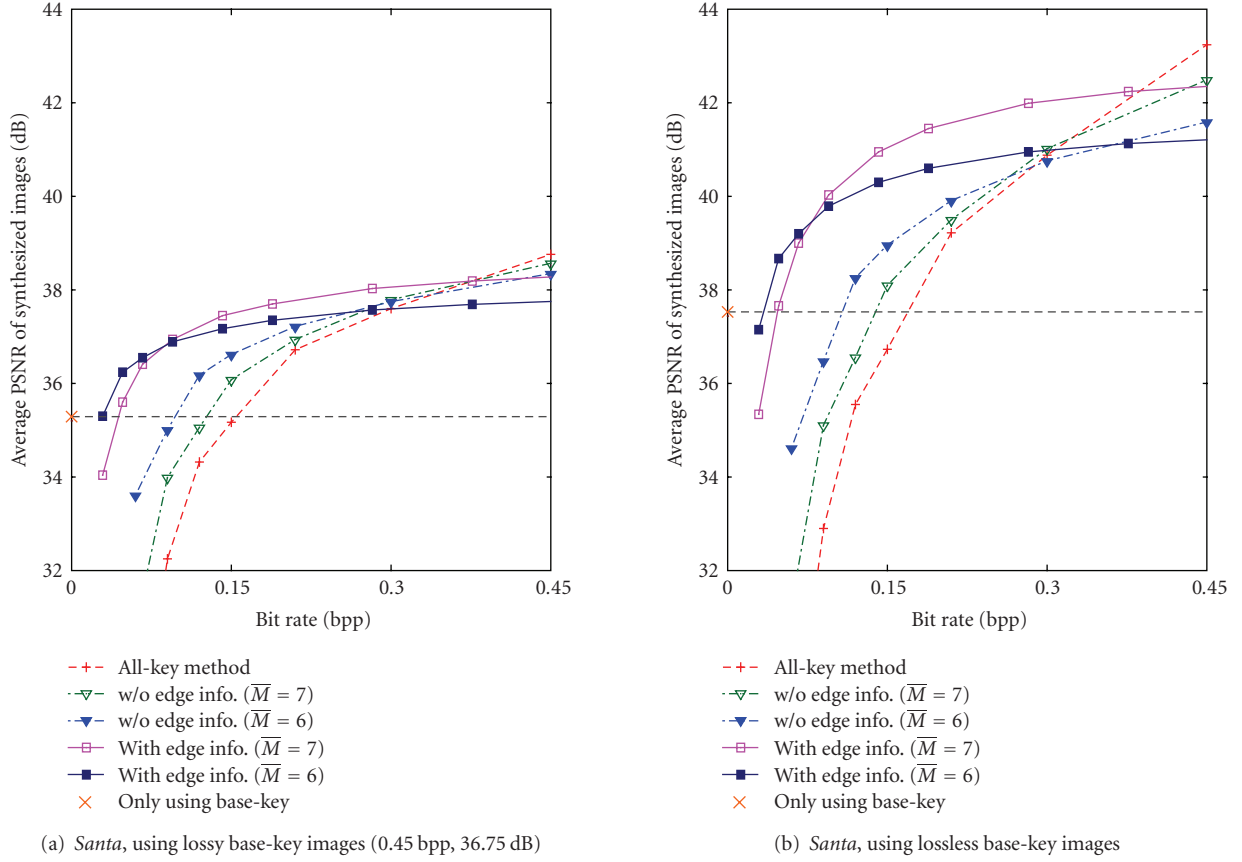 44
42
40
38
36
34
32
0
0.15
0.3
0.45
Average PSNR of synthesized images (dB)
Bit rate (bpp)
All-key method
w/o edge info. (M̅ = 7)
w/o edge info. (M̅ = 6)
With edge info. (M̅ = 7)
With edge info. (M̅ = 6)
Only using base-key
(a) Santa, using lossy base-key images (0.45 bpp, 36.75 dB)
44
42
40
38
36
34
32
0
0.15
0.3
0.45
Average PSNR of synthesized images (dB)
Bit rate (bpp)
All-key method
w/o edge info. (M̅ = 7)
w/o edge info. (M̅ = 6)
With edge info. (M̅ = 7)
With edge info. (M̅ = 6)
Only using base-key
(b) Santa, using lossless base-key images